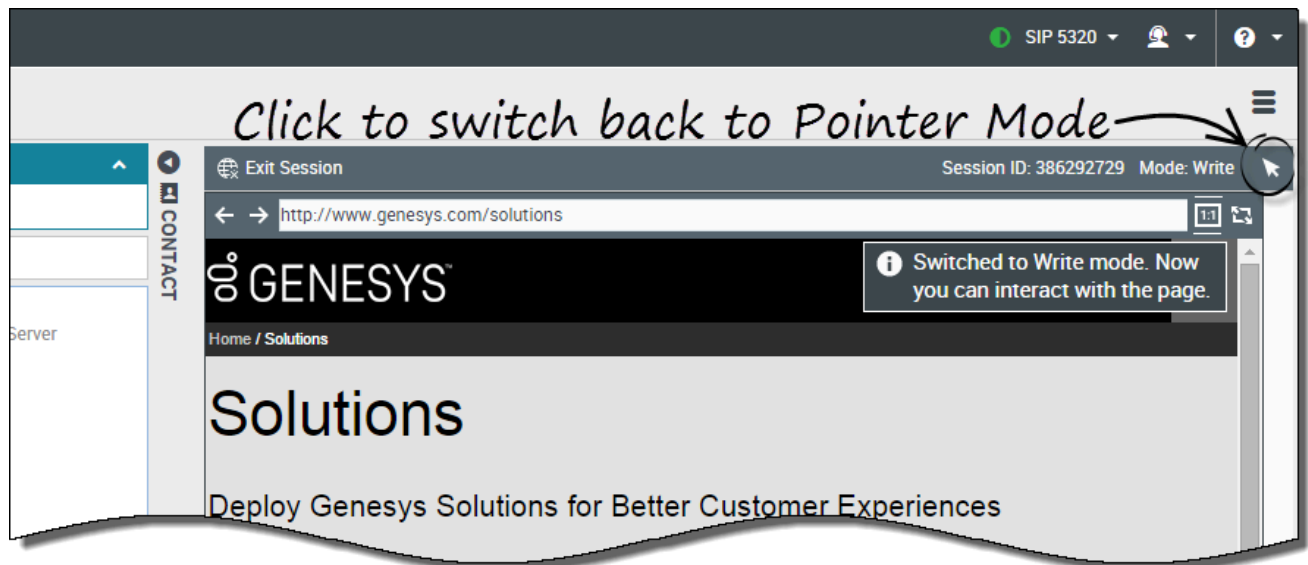 SIP 5320
Click to switch back to Pointer Mode
CONTACT
Exit Session
Session ID: 386292729 Mode: Write
http://www.genesys.com/solutions
1:1
GENESYS™
Switched to Write mode. Now
you can interact with the page.
Server
Home / Solutions
Solutions
Deploy Genesys Solutions for Better Customer Experiences